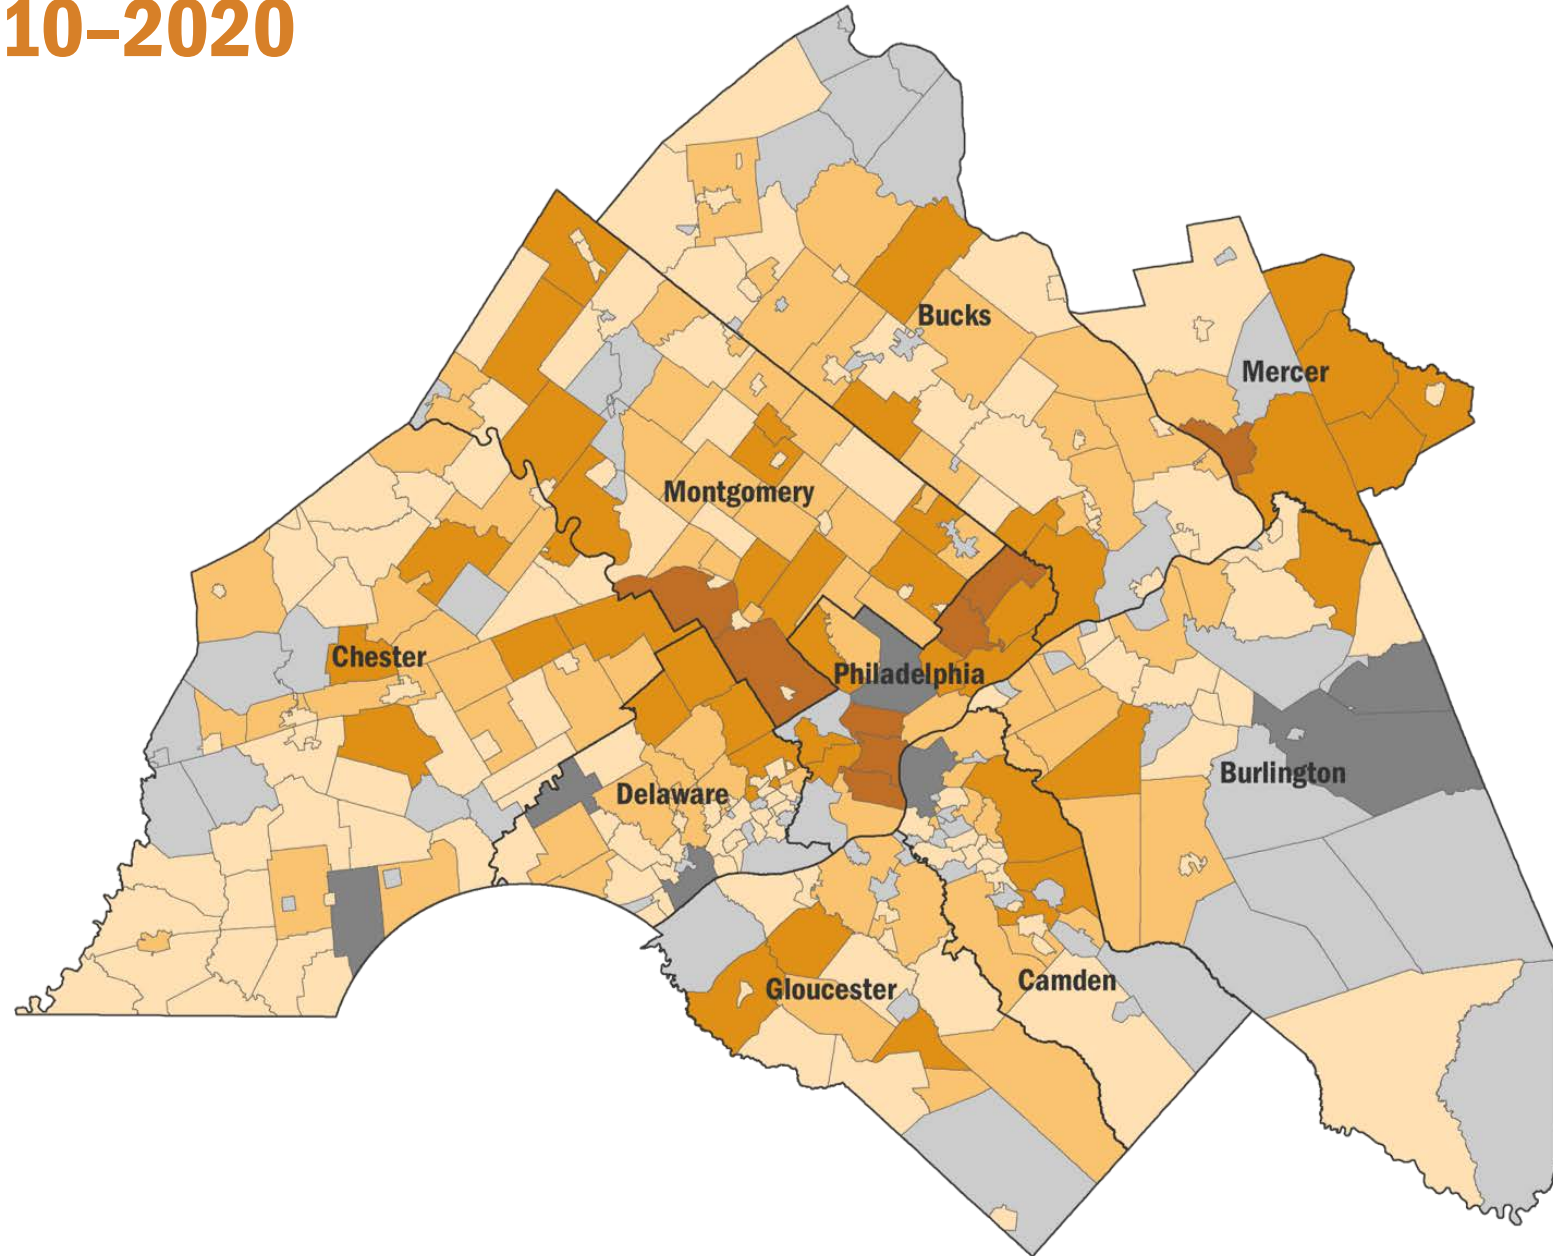 10–2020
Bucks
Mercer
Montgomery
Chester
Philadelphia
Burlington
Delaware
Camden
Gloucester